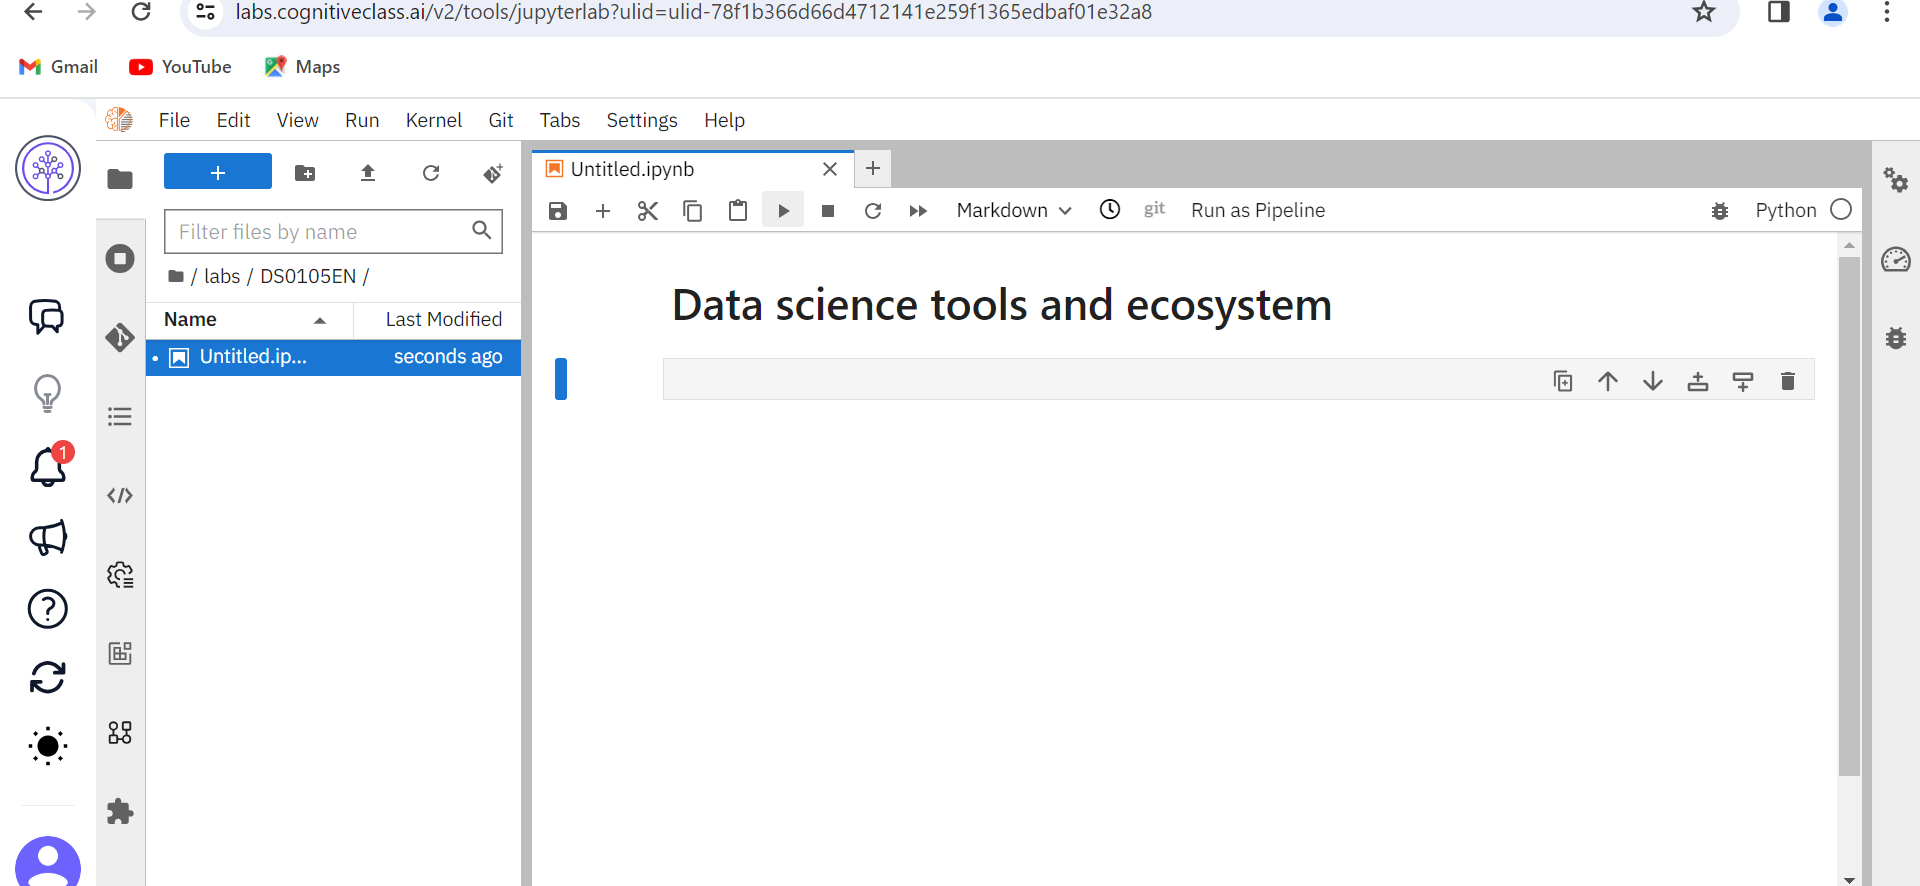 labs.cognitiveclass.ai/v2/tools/jupyterlab?ulid=ulid-78f1b366d66d4712141e259f1365edbaf01e32a8
Gmail YouTube Maps
File Edit View Run Kernel Git Tabs Settings Help
Untitled.ipynb
Markdown git Run as Pipeline Python
Filter files by name
/ labs / DS0105EN /
Name Last Modified
Untitled.ip... seconds ago
Data science tools and ecosystem
1